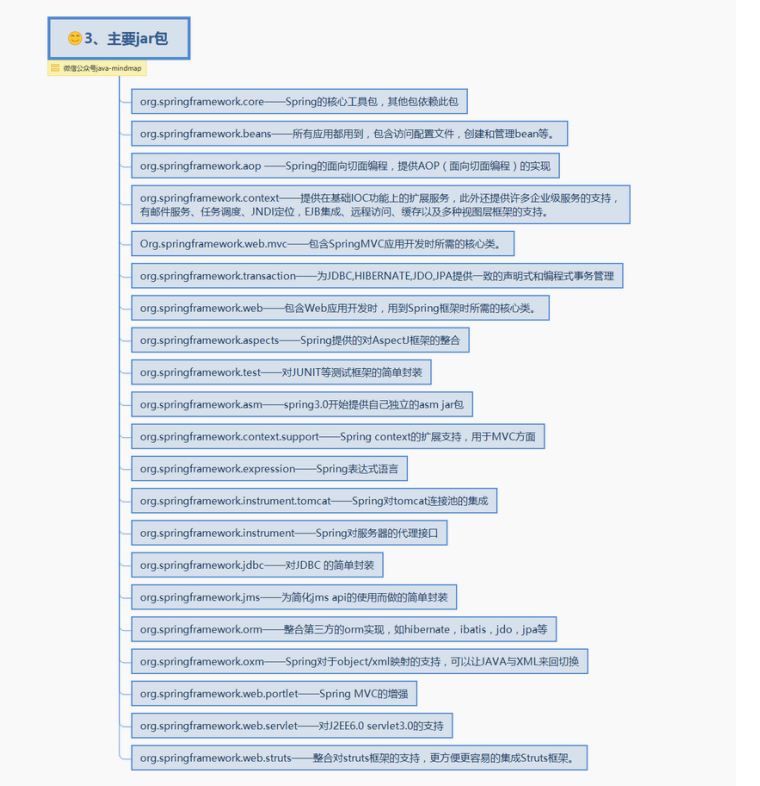 😊3、主要jar包
微信公众号java-mindmap
org.springframework.core——Spring的核心工具包，其他包依赖此包
org.springframework.beans——所有应用都用到，包含访问配置文件，创建和管理bean等。
org.springframework.aop ——Spring的面向切面编程，提供AOP（面向切面编程）的实现
org.springframework.context——提供在基础IOC功能上的扩展服务，此外还提供许多企业级服务的支持，
有邮件服务、任务调度、JNDI定位，EJB集成、远程访问、缓存以及多种视图层框架的支持。
Org.springframework.web.mvc——包含SpringMVC应用开发时所需的核心类。
org.springframework.transaction——为JDBC,HIBERNATE,JDO,JPA提供一致的声明式和编程式事务管理
org.springframework.web——包含Web应用开发时，用到Spring框架时所需的核心类。
org.springframework.aspects——Spring提供的对AspectJ框架的整合
org.springframework.test——对JUNIT等测试框架的简单封装
org.springframework.asm——spring3.0开始提供自己独立的asm jar包
org.springframework.context.support——Spring context的扩展支持，用于MVC方面
org.springframework.expression——Spring表达式语言
org.springframework.instrument.tomcat——Spring对tomcat连接池的集成
org.springframework.instrument——Spring对服务器的代理接口
org.springframework.jdbc——对JDBC 的简单封装
org.springframework.jms——为简化jms api的使用而做的简单封装
org.springframework.orm——整合第三方的orm实现，如hibernate，ibatis，jdo，jpa等
org.springframework.oxm——Spring对于object/xml映射的支持，可以让JAVA与XML来回切换
org.springframework.web.portlet——Spring MVC的增强
org.springframework.web.servlet——对J2EE6.0 servlet3.0的支持
org.springframework.web.struts——整合对struts框架的支持，更方便更容易的集成Struts框架。